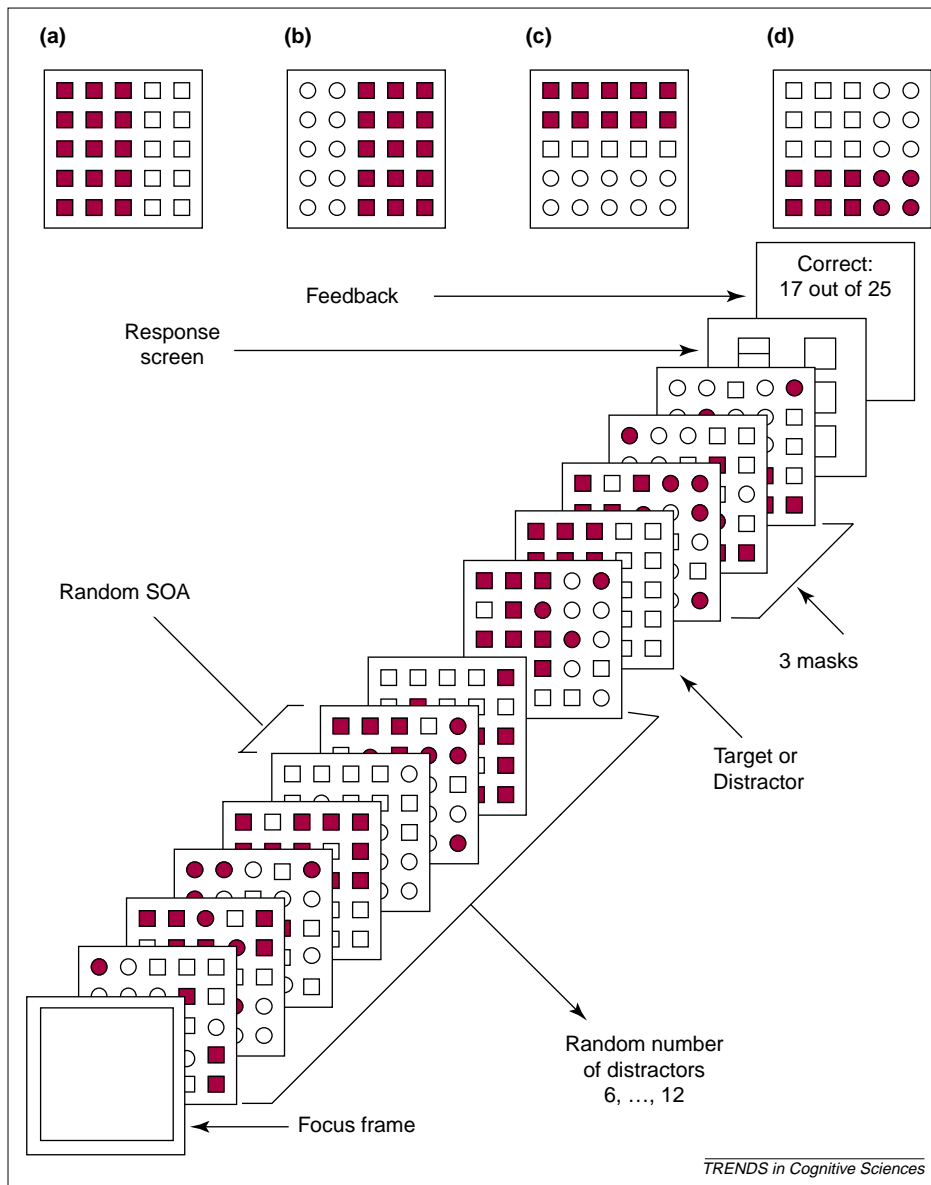 (a)
(b)
(c)
(d)
Correct:
17 out of 25
Feedback
Response
screen
Random SOA
3 masks
Target or
Distractor
Random number
of distractors
6, …, 12
Focus frame
TRENDS in Cognitive Sciences